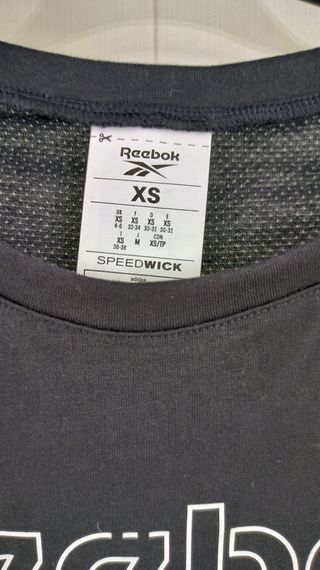 Reebok
XS
UK F D E
XS XS XS XS
4-6 32-34 30-32 30-32
I J CDN
XS M XS/TP
36-38
SPEEDWICK
adidas